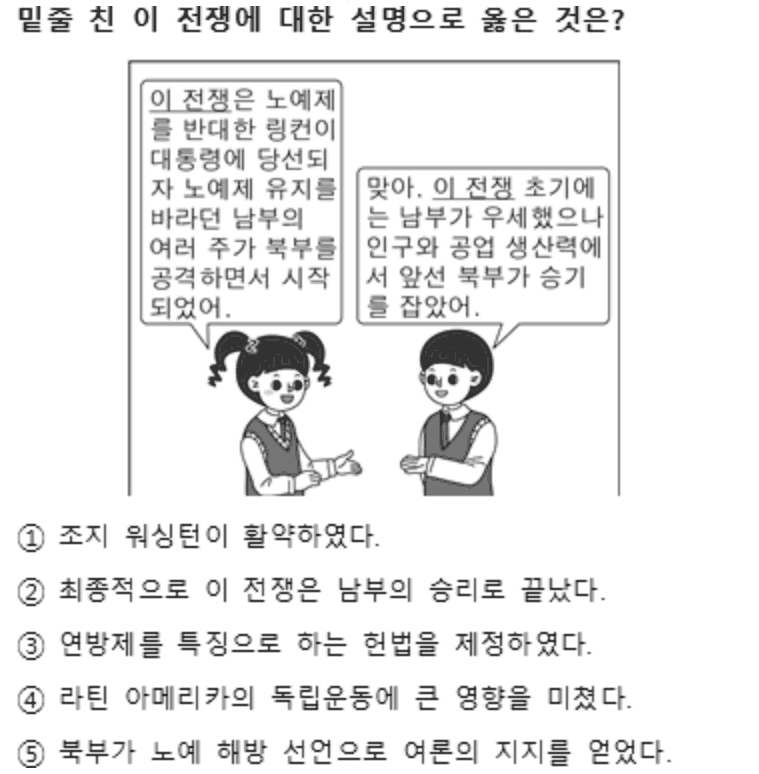 밑줄 친 이 전쟁에 대한 설명으로 옳은 것은?
이 전쟁은 노예제
를 반대한 링컨이
대통령에 당선되
자 노예제 유지를
바라던 남부의
여러 주가 북부를
공격하면서 시작
되었어.
맞아. 이 전쟁 초기에
는 남부가 우세했으나
인구와 공업 생산력에
서 앞선 북부가 승기
를 잡았어.
① 조지 워싱턴이 활약하였다.
② 최종적으로 이 전쟁은 남부의 승리로 끝났다.
③ 연방제를 특징으로 하는 헌법을 제정하였다.
④ 라틴 아메리카의 독립운동에 큰 영향을 미쳤다.
⑤ 북부가 노예 해방 선언으로 여론의 지지를 얻었다.